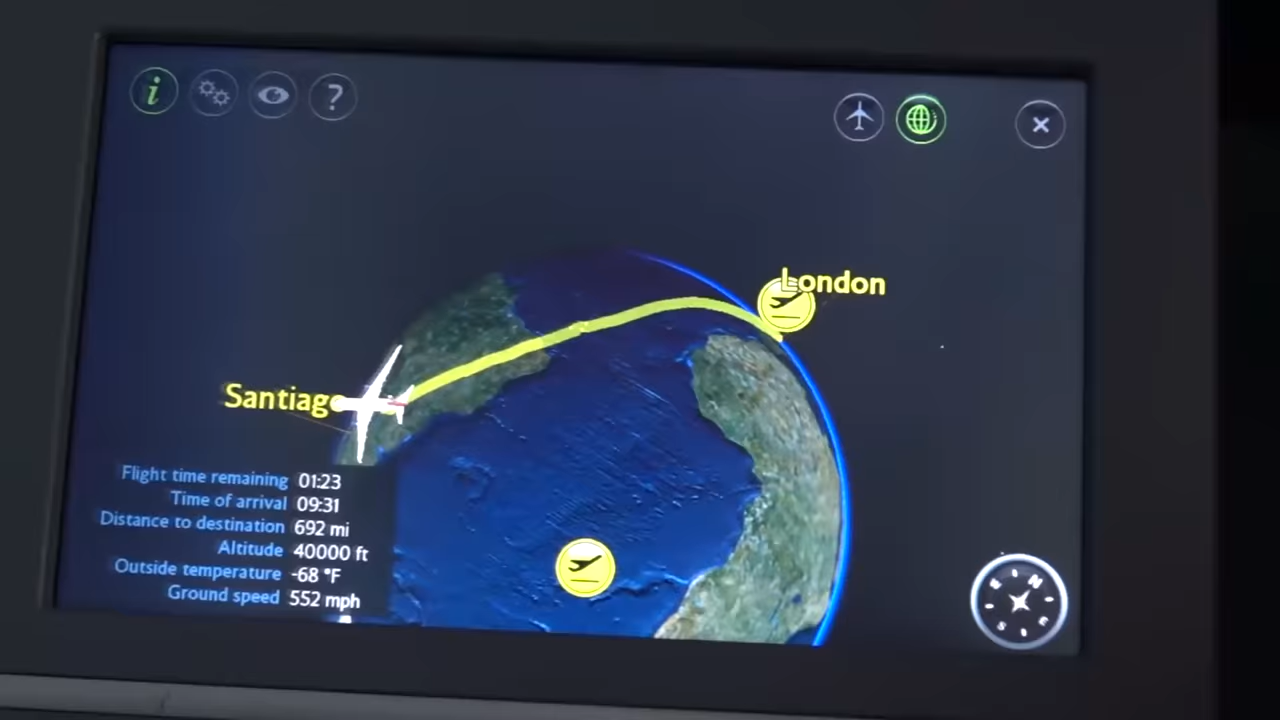 i
?
London
Santiago
Flight time remaining 01:23
Time of arrival 09:31
Distance to destination 692 mi
Altitude 40000 ft
Outside temperature -68 °F
Ground speed 552 mph
N
S